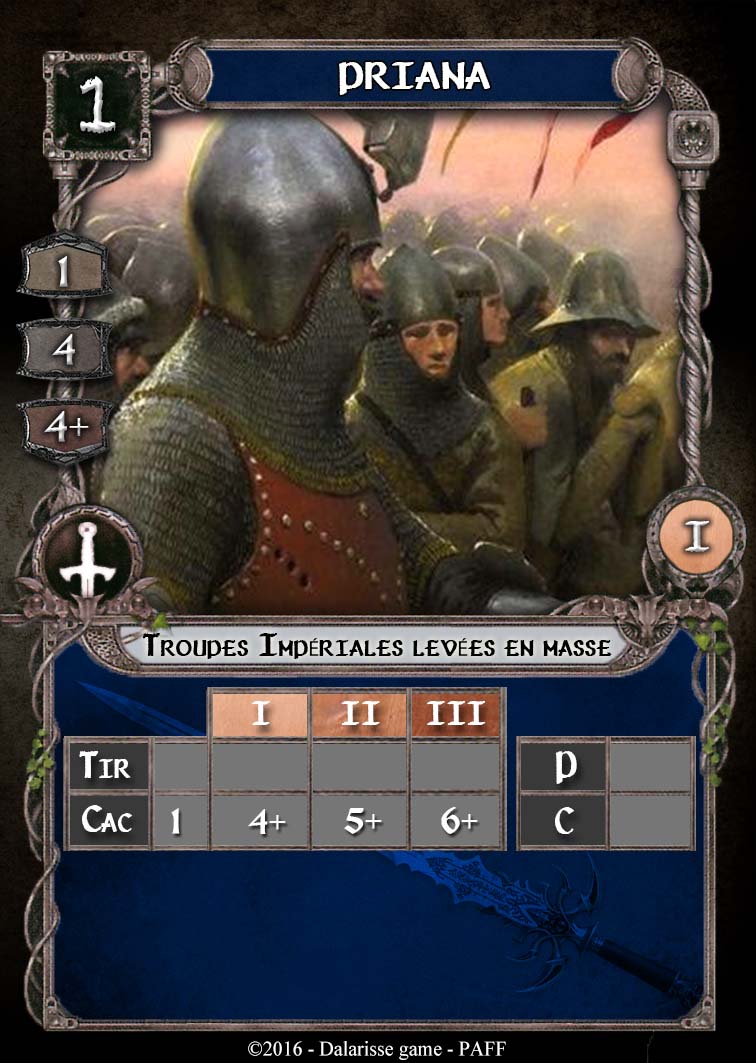 1
PRIANA
1
4
4+
I
TROUPES IMPÉRIALES LEVÉES EN MASSE
I II III
TIR P
CAC 1 4+ 5+ 6+ C
©2016 - Dalarisse game - PAFF